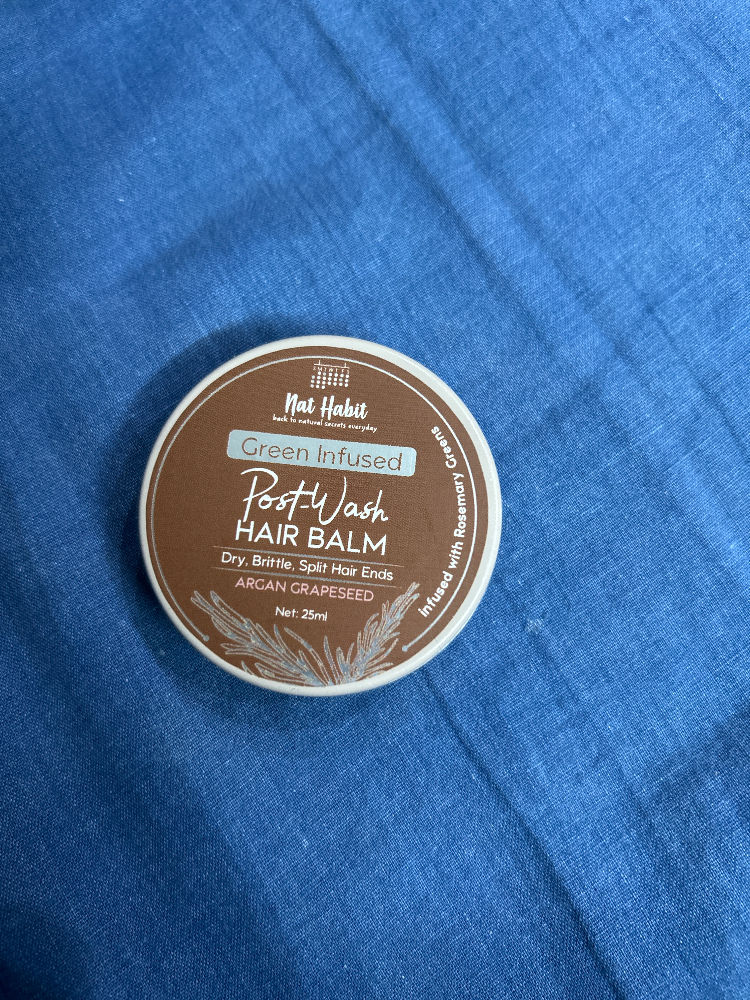 S M T W T F S
Nat Habit
back to natural secrets everyday
Green Infused
Post-Wash
HAIR BALM
Dry, Brittle, Split Hair Ends
ARGAN GRAPESEED
Net: 25ml
infused with Rosemary Greens